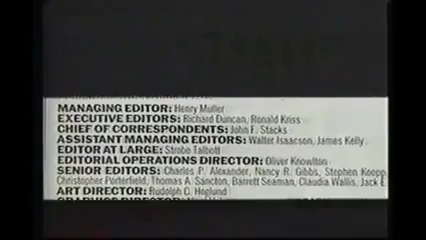 MANAGING EDITOR: Henry Muller
EXECUTIVE EDITORS: Richard Duncan, Ronald Kriss
CHIEF OF CORRESPONDENTS: John F. Stacks
ASSISTANT MANAGING EDITORS: Walter Isaacson, James Kelly
EDITOR AT LARGE: Strobe Talbott
EDITORIAL OPERATIONS DIRECTOR: Oliver Knowlton
SENIOR EDITORS: Charles P. Alexander, Nancy R. Gibbs, Stephen Koepp
Christopher Porterfield, Thomas A. Sancton, Barrett Seaman, Claudia Wallis, Jack E
ART DIRECTOR: Rudolph C. Hoglund